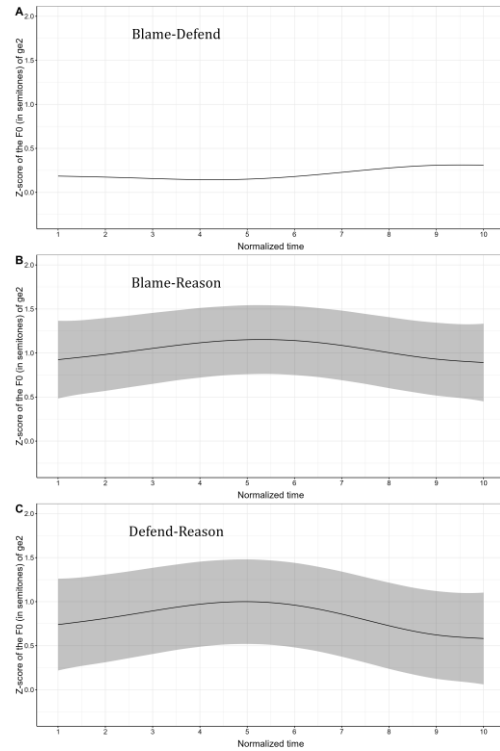 A
Blame-Defend
Z-score of the F0 (in semitones) of ge2
2.0
1.5
1.0
0.5
0.0
1 2 3 4 5 6 7 8 9 10
Normalized time
B
Blame-Reason
Z-score of the F0 (in semitones) of ge2
2.0
1.5
1.0
0.5
0.0
1 2 3 4 5 6 7 8 9 10
Normalized time
C
Defend-Reason
Z-score of the F0 (in semitones) of ge2
2.0
1.5
1.0
0.5
0.0
1 2 3 4 5 6 7 8 9 10
Normalized time